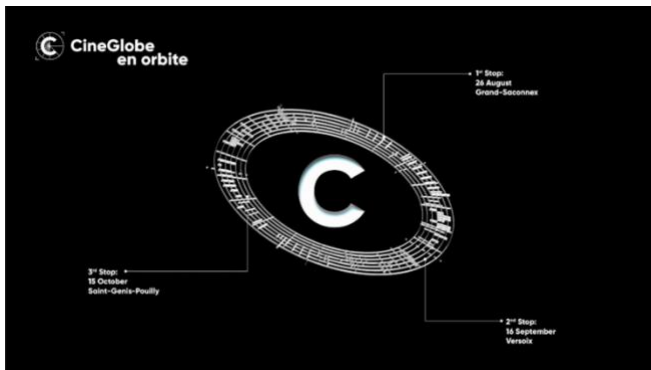 CineGlobe
en orbite
1st Stop:
26 August
Grand-Saconnex
C
3rd Stop:
15 October
Saint-Genis-Pouilly
2nd Stop:
16 September
Versoix